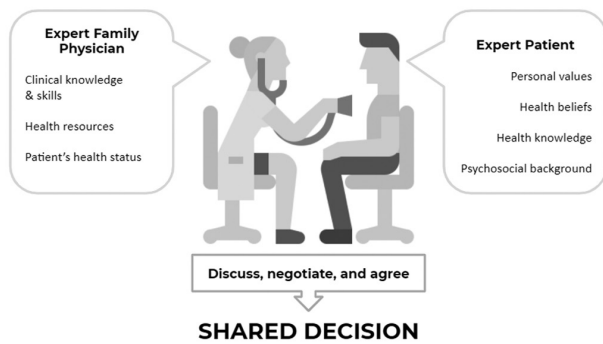 Expert Family
Physician
Clinical knowledge
& skills
Health resources
Patient's health status
Expert Patient
Personal values
Health beliefs
Health knowledge
Psychosocial background
Discuss, negotiate, and agree
SHARED DECISION